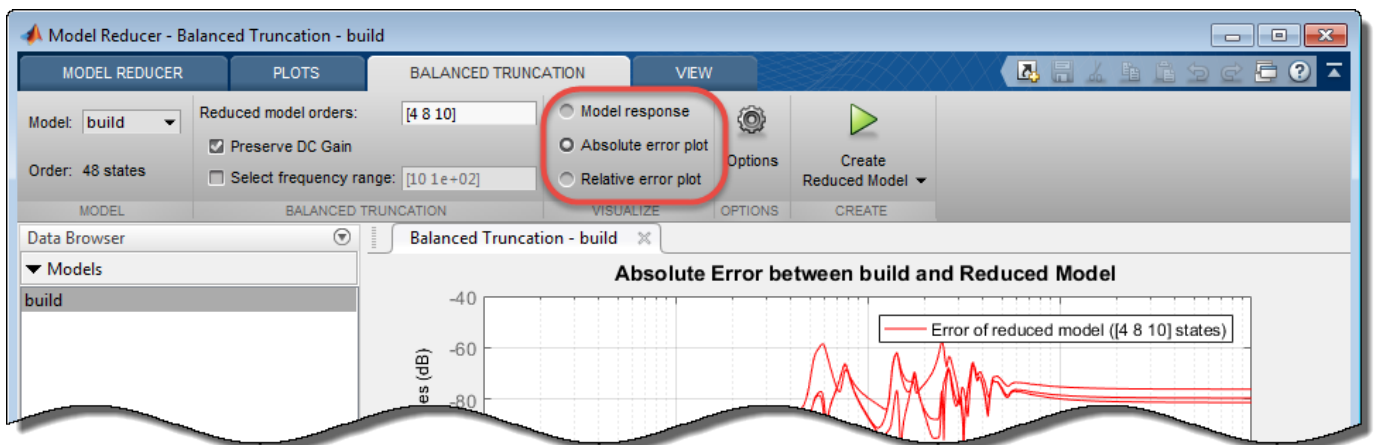 Model Reducer - Balanced Truncation - build
MODEL REDUCER
PLOTS
BALANCED TRUNCATION
VIEW
Model:
build
Order: 48 states
MODEL
Reduced model orders:
[4 8 10]
Preserve DC Gain
Select frequency range:
[10 1e+02]
BALANCED TRUNCATION
Model response
Absolute error plot
Relative error plot
VISUALIZE
Options
OPTIONS
Create
Reduced Model
CREATE
Data Browser
Models
build
Balanced Truncation - build
Absolute Error between build and Reduced Model
-40
Error of reduced model ([4 8 10] states)
-60
-80
es (dB)